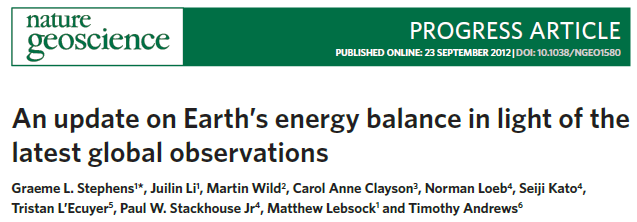 nature
geoscience
PROGRESS ARTICLE
PUBLISHED ONLINE: 23 SEPTEMBER 2012 | DOI: 10.1038/NGEO1580
An update on Earth's energy balance in light of the
latest global observations
Graeme L. Stephens¹*, Juilin Li¹, Martin Wild², Carol Anne Clayson³, Norman Loeb⁴, Seiji Kato⁴,
Tristan L'Ecuyer⁵, Paul W. Stackhouse Jr⁴, Matthew Lebsock¹ and Timothy Andrews⁶